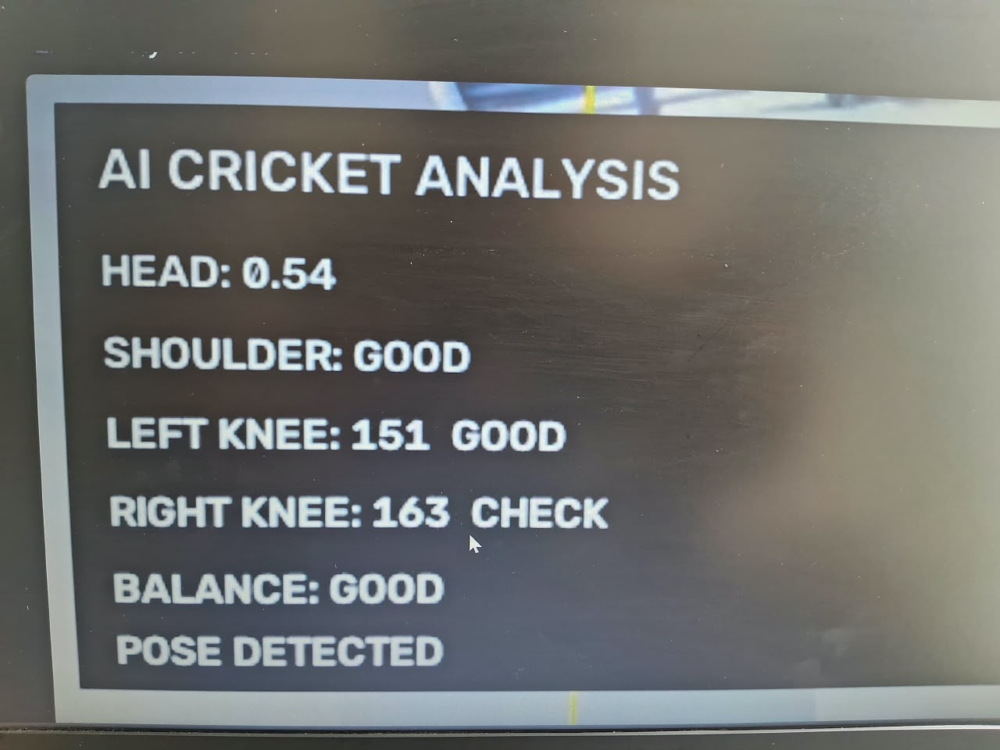 AI CRICKET ANALYSIS
HEAD: 0.54
SHOULDER: GOOD
LEFT KNEE: 151 GOOD
RIGHT KNEE: 163 CHECK
BALANCE: GOOD
POSE DETECTED